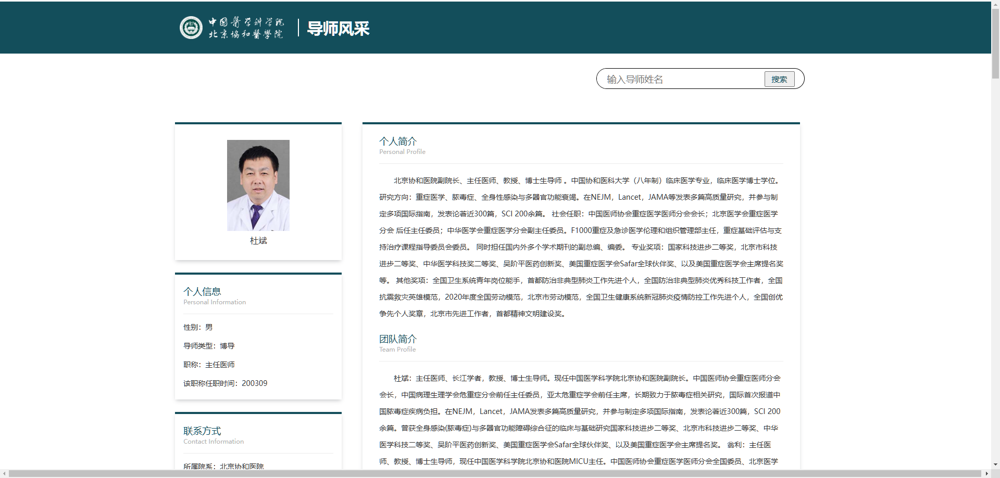 中国医学科学院
北京協和醫學院
导师风采
输入导师姓名
搜索
杜斌
个人信息
Personal Information
性别：男
导师类型：博导
职称：主任医师
该职称任职时间：200309
联系方式
Contact Information
所属院系：北京协和医院
个人简介
Personal Profile
北京协和医院副院长、主任医师、教授、博士生导师 。中国协和医科大学（八年制）临床医学专业，临床医学博士学位。
研究方向：重症医学、脓毒症、全身性感染与多器官功能衰竭。在NEJM，Lancet，JAMA等发表多篇高质量研究，并参与制
定多项国际指南，发表论著近300篇，SCI 200余篇。 社会任职：中国医师协会重症医学医师分会会长；北京医学会重症医学
分会 后任主任委员；中华医学会重症医学分会副主任委员。F1000重症及急诊医学伦理和组织管理部主任，重症基础评估与支
持治疗课程指导委员会委员。 同时担任国内外多个学术期刊的副总编、编委。 专业奖项：国家科技进步二等奖，北京市科技
进步二等奖、中华医学科技奖二等奖、吴阶平医药创新奖、美国重症医学会Safar全球伙伴奖、以及美国重症医学会主席提名奖
等。 其他奖项：全国卫生系统青年岗位能手，首都防治非典型肺炎工作先进个人，全国防治非典型肺炎优秀科技工作者，全国
抗震救灾英雄模范，2020年度全国劳动模范，北京市劳动模范，全国卫生健康系统新冠肺炎疫情防控工作先进个人，全国创优
争先个人奖章，北京市先进工作者，首都精神文明建设奖。
团队简介
Team Profile
杜斌：主任医师、长江学者，教授、博士生导师。现任中国医学科学院北京协和医院副院长。中国医师协会重症医师分会
会长，中国病理生理学会危重症分会前任主任委员，亚太危重症学会前任主席，长期致力于脓毒症相关研究，国际首次报道中
国脓毒症疾病负担。在NEJM，Lancet，JAMA发表多篇高质量研究，并参与制定多项国际指南，发表论著近300篇，SCI 200
余篇。曾获全身感染(脓毒症)与多器官功能障碍综合征的临床与基础研究国家科技进步二等奖、北京市科技进步二等奖、中华
医学科技二等奖、吴阶平医药创新奖、美国重症医学会Safar全球伙伴奖、以及美国重症医学会主席提名奖。 翁利：主任医
师、教授、博士生导师，现任中国医学科学院北京协和医院MICU主任。中国医师协会重症医学医师分会全国委员、北京医学